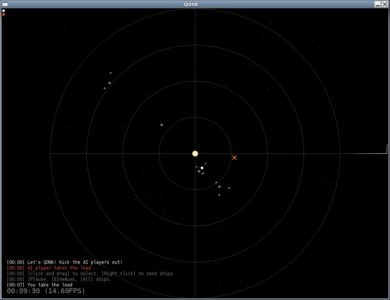 Qonk
[00:00] Let's QONK! Kick the AI players out!
[00:00] AI player takes the lead
[00:00] [Click and drag] to select, [Right click] to send ships.
[00:00] [P]ause, [E]nemies, [A]ll ships.
[00:07] You take the lead
00:09:30 (14.69FPS)